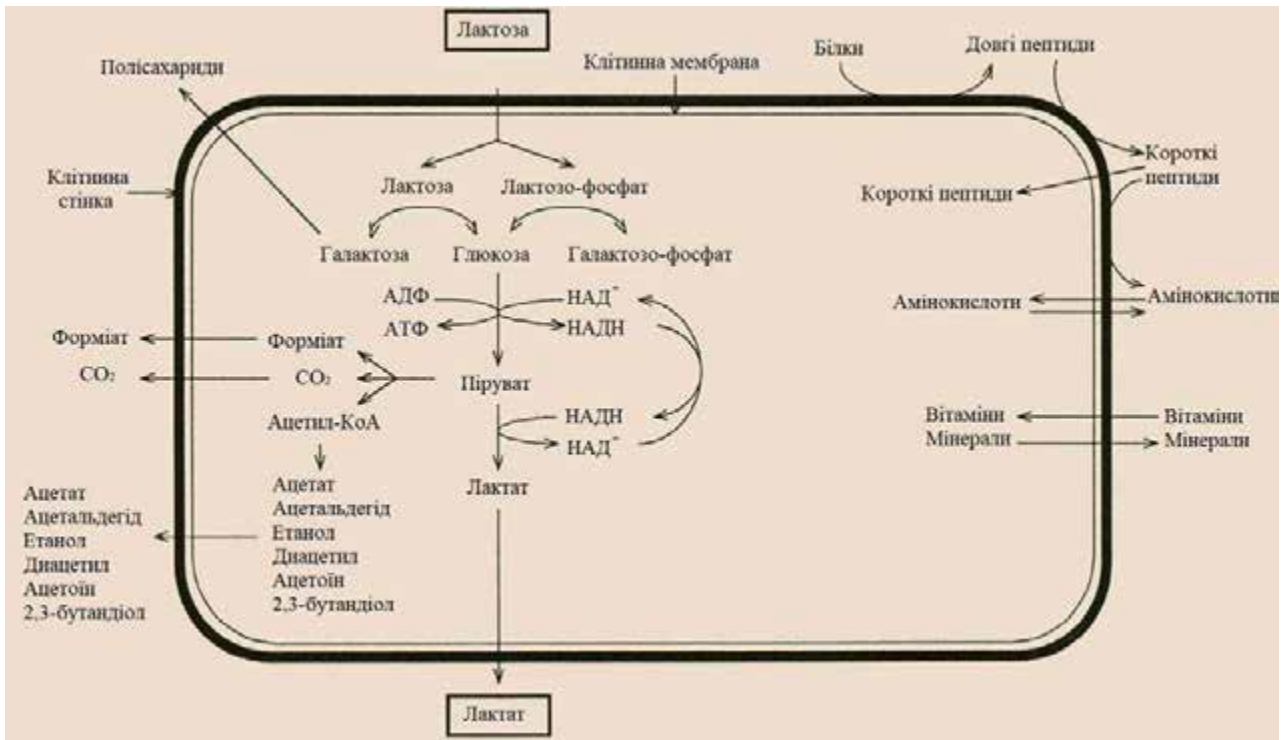 Лактоза
Полісахариди
Клітинна мембрана
Білки
Довгі пептиди
Клітинна
стінка
Короткі
пептиди
Лактоза
Лактозо-фосфат
Короткі пептиди
Галактоза
Глюкоза
Галактозо-фосфат
АДФ
НАД⁺
АТФ
НАДН
Амінокислоти
Амінокислоти
Форміат
Форміат
CO₂
CO₂
Піруват
Ацетил-КоА
НАДН
НАД⁺
Вітаміни
Мінерали
Вітаміни
Мінерали
Лактат
Ацетат
Ацетальдегід
Етанол
Диацетил
Ацетоїн
2,3-бутандіол
Ацетат
Ацетальдегід
Етанол
Диацетил
Ацетоїн
2,3-бутандіол
Лактат